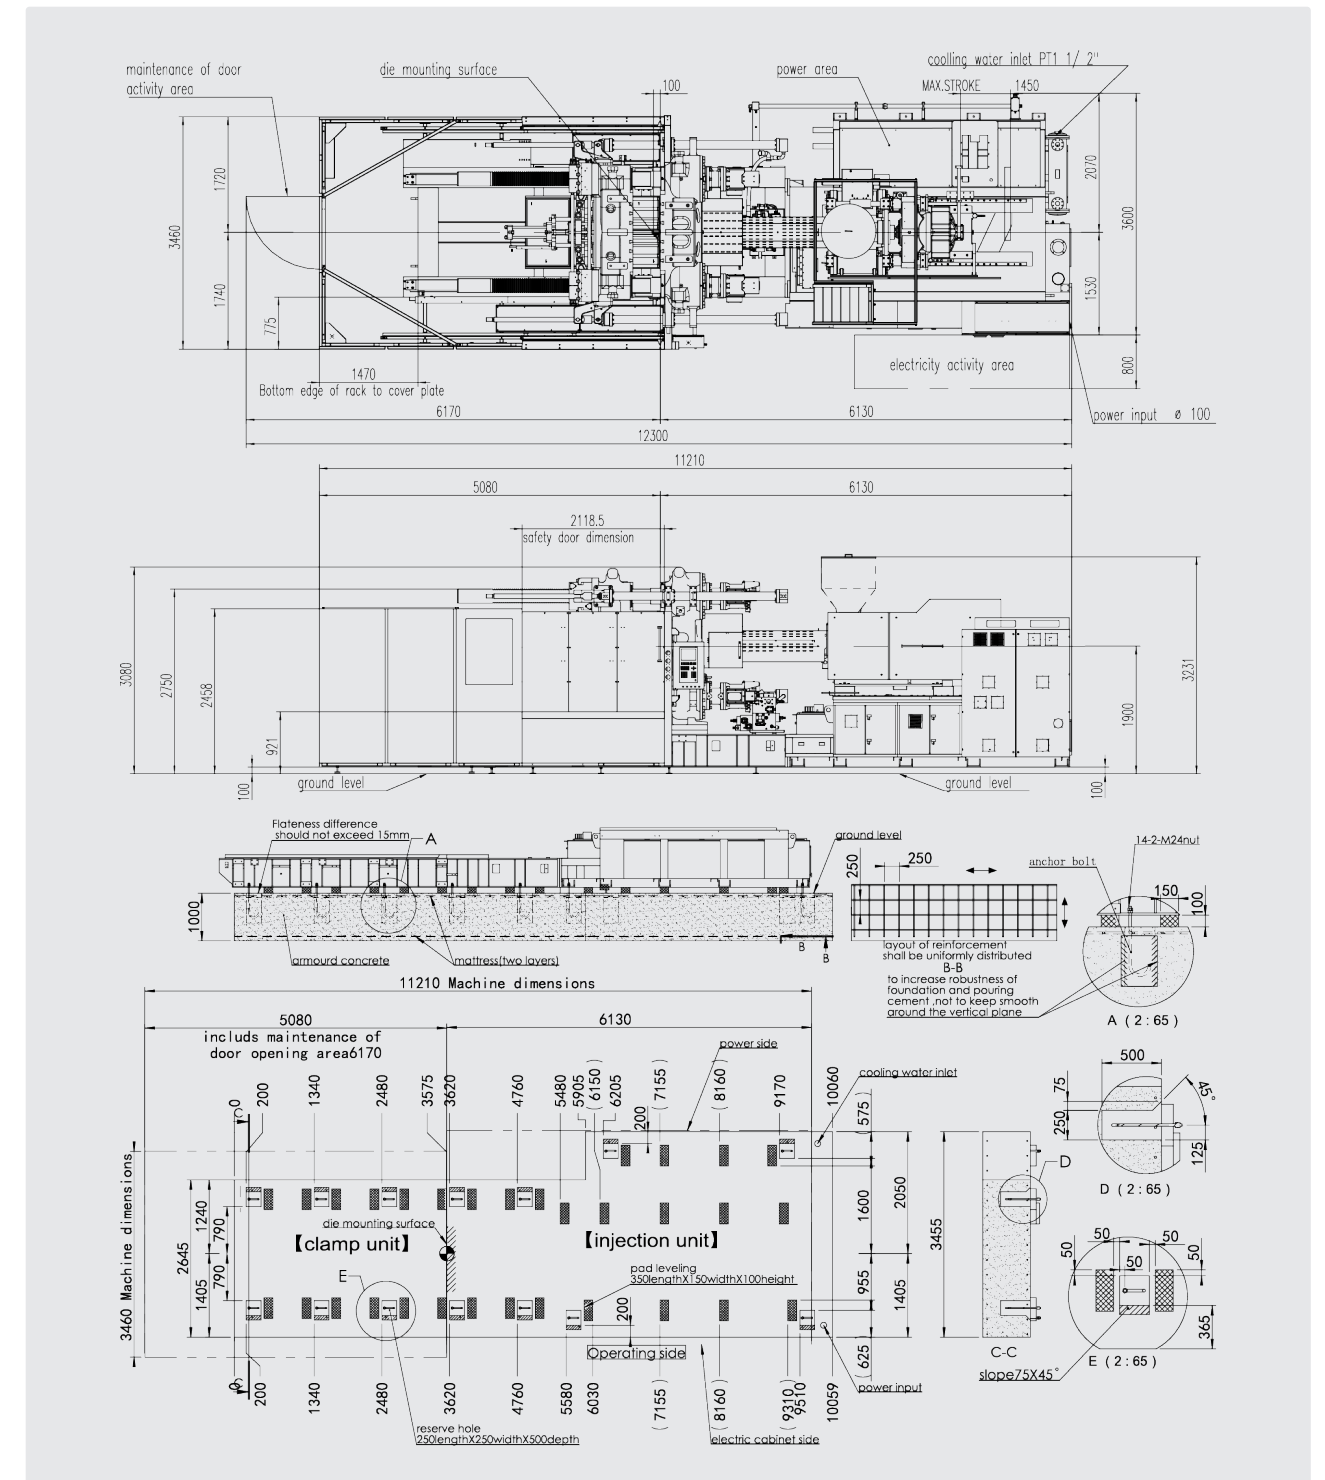 coolling water inlet PT1 1/ 2"
maintenance of door
activity area
die mounting surface
power area
100
MAX.STROKE
1450
1720
2070
3460
3600
1740
1530
775
1470
Bottom edge of rack to cover plate
electricity activity area
800
6170
6130
power input ø 100
12300
11210
5080
6130
2118.5
safety door dimension
3080
2750
2458
921
100
ground level
3231
1900
ground level
100
Flateness difference
should not exceed 15mm
A
ground level
1000
armourd concrete
mattress(two layers)
B
B
250
250
layout of reinforcement
shall be uniformly distributed
B-B
to increase robustness of
foundation and pouring
cement ,not to keep smooth
around the vertical plane
14-2-M24nut
anchor bolt
150
100
A ( 2 : 65 )
11210 Machine dimensions
5080
6130
includs maintenance of
door opening area6170
power side
cooling water inlet
0
C
200
1340
2480
3575
3620
4760
5480
5905
(6150)
6205
200
(7155)
(8160)
9170
10060
(575)
3460 Machine dimensions
2645
1240
1405
790
790
die mounting surface
【clamp unit】
【injection unit】
E
pad leveling
350lengthX150widthX100height
200
Operating side
1600
2050
955
1405
(625)
3455
C
200
1340
2480
3620
4760
5580
6030
(7155)
(8160)
(9310)
9510
10059
reserve hole
250lengthX250widthX500depth
electric cabinet side
power input
D
C-C
500
75
250
45°
125
D ( 2 : 65 )
50
50
50
50
50
365
E ( 2 : 65 )
slope75X45°